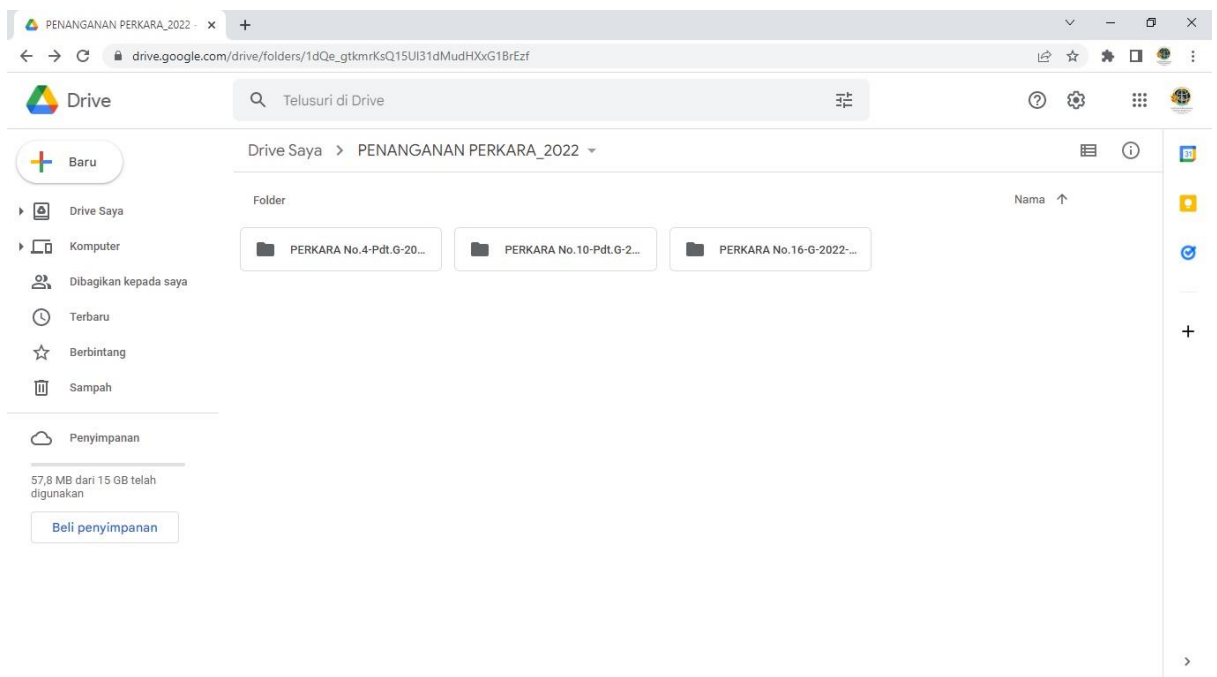 PENANGANAN PERKARA_2022 -
drive.google.com/drive/folders/1dQe_gtkmrKsQ15UI31dMudHXxG1BrEzf
Drive
Telusuri di Drive
Baru
Drive Saya > PENANGANAN PERKARA_2022
31
Drive Saya
Komputer
Dibagikan kepada saya
Terbaru
Berbintang
Sampah
Penyimpanan
57,8 MB dari 15 GB telah
digunakan
Beli penyimpanan
Folder
Nama
PERKARA No.4-Pdt.G-20...
PERKARA No.10-Pdt.G-2...
PERKARA No.16-G-2022-...